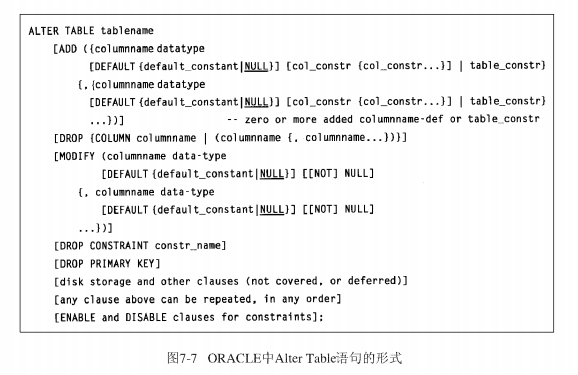 ALTER TABLE tablename
[ADD ({columnname datatype
[DEFAULT {default_constant|NULL}] [col_constr {col_constr...}] | table_constr}
{, {columnname datatype
[DEFAULT {default_constant|NULL}] [col_constr {col_constr...}] | table_constr}
...})] -- zero or more added columnname-def or table_constr
[DROP {COLUMN columnname | (columnname {, columnname...})}]
[MODIFY (columnname data-type
[DEFAULT {default_constant|NULL}] [[NOT] NULL]
{, columnname data-type
[DEFAULT {default_constant|NULL}] [[NOT] NULL]
...})]
[DROP CONSTRAINT constr_name]
[DROP PRIMARY KEY]
[disk storage and other clauses (not covered, or deferred)]
[any clause above can be repeated, in any order]
[ENABLE and DISABLE clauses for constraints];
图7-7 ORACLE中Alter Table语句的形式